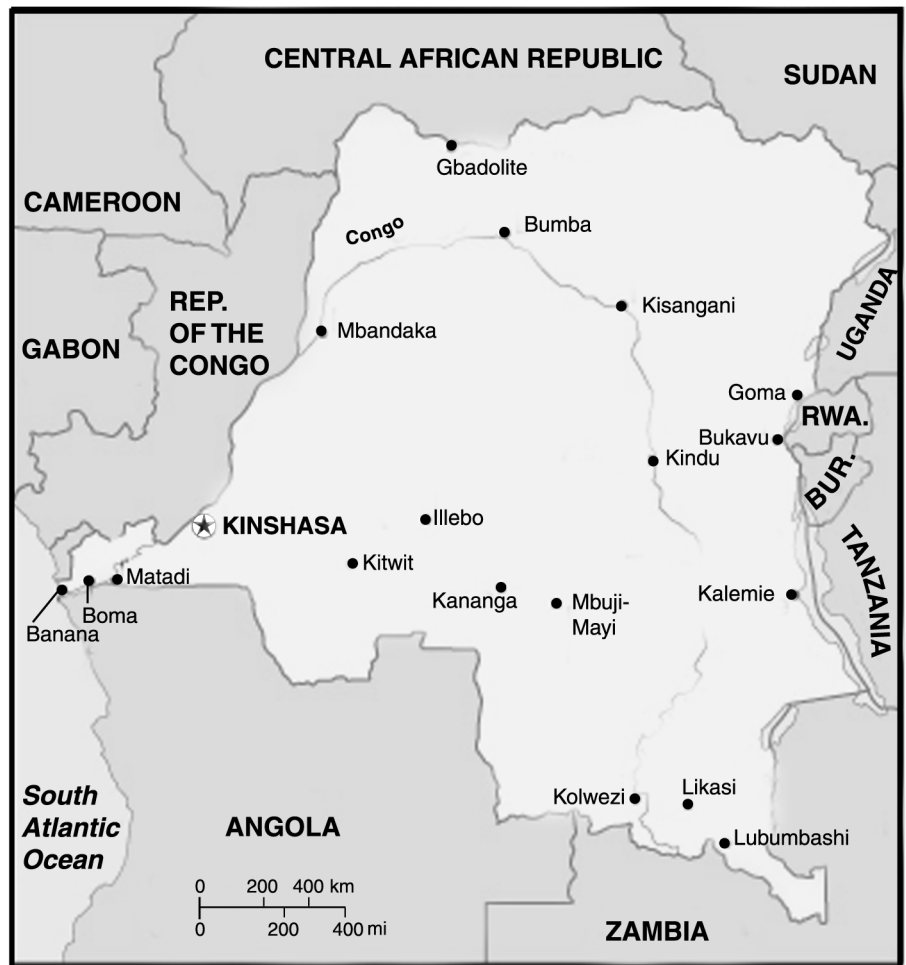 CENTRAL AFRICAN REPUBLIC
SUDAN
Gbadolite
CAMEROON
Congo
Bumba
REP.
OF THE
CONGO
Kisangani
UGANDA
GABON
Mbandaka
Goma
RWA.
Bukavu
Kindu
BUR.
KINSHASA
Illebo
Kitwit
TANZANIA
Matadi
Boma
Banana
Kananga
Mbuji-
Mayi
Kalemie
South
Atlantic
Ocean
Kolwezi
Likasi
Lubumbashi
ANGOLA
0 200 400 km
0 200 400 mi
ZAMBIA